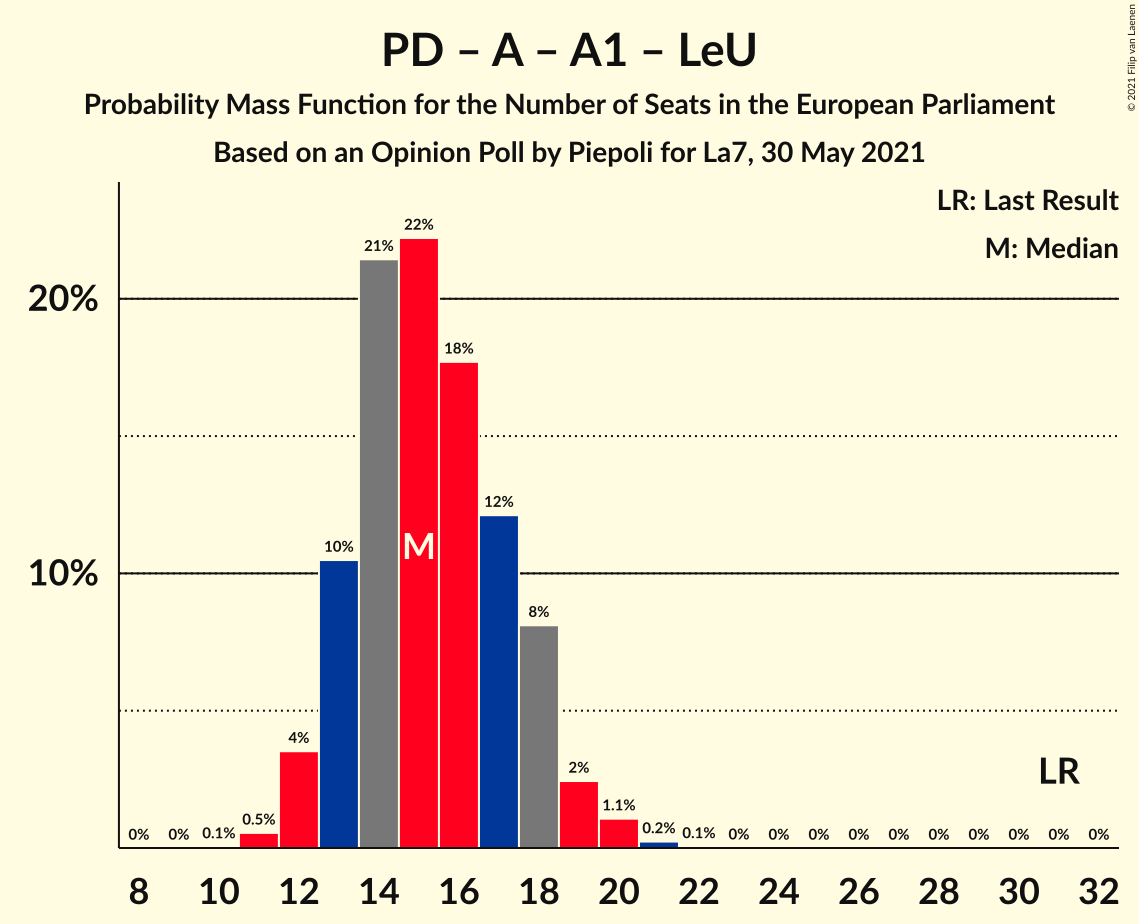 PD – A – A1 – LeU
Probability Mass Function for the Number of Seats in the European Parliament
Based on an Opinion Poll by Piepoli for La7, 30 May 2021
© 2021 Filip van Laenen
LR: Last Result
M: Median
20%
10%
0% 0% 0.1% 0.5% 4% 10% 21% 22% 18% 12% 8% 2% 1.1% 0.2% 0.1% 0% 0% 0% 0% 0% 0% 0% 0% 0% 0%
M
LR
8 10 12 14 16 18 20 22 24 26 28 30 32